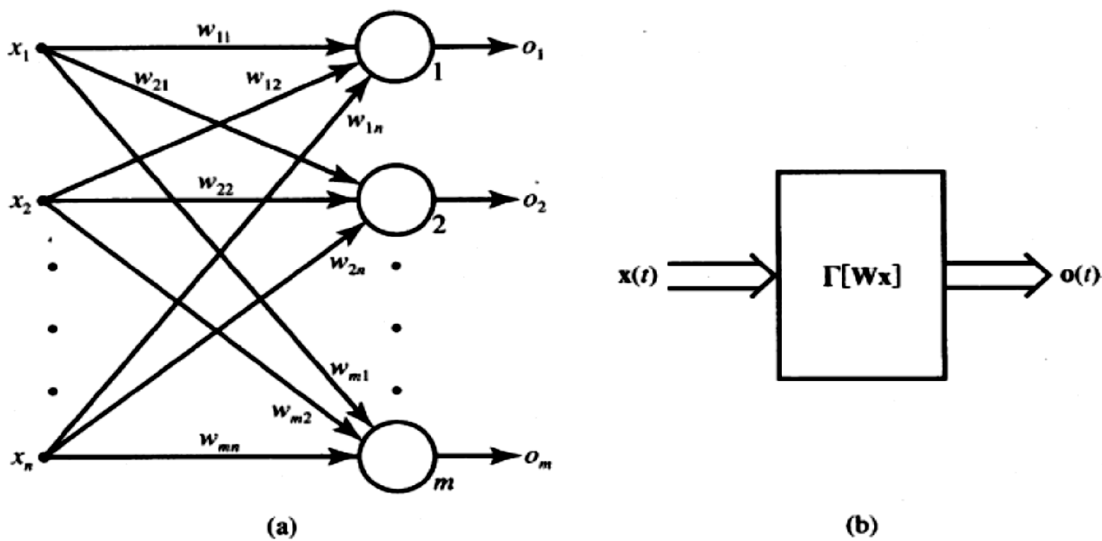 x₁ w₁₁ o₁
1
w₂₁ w₁₂
w₁ₙ
x₂ w₂₂ o₂
2
w₂ₙ
x(t) Γ[Wx] o(t)
wₘ₁
wₘ₂
xₙ wₘₙ oₘ
m
(a) (b)